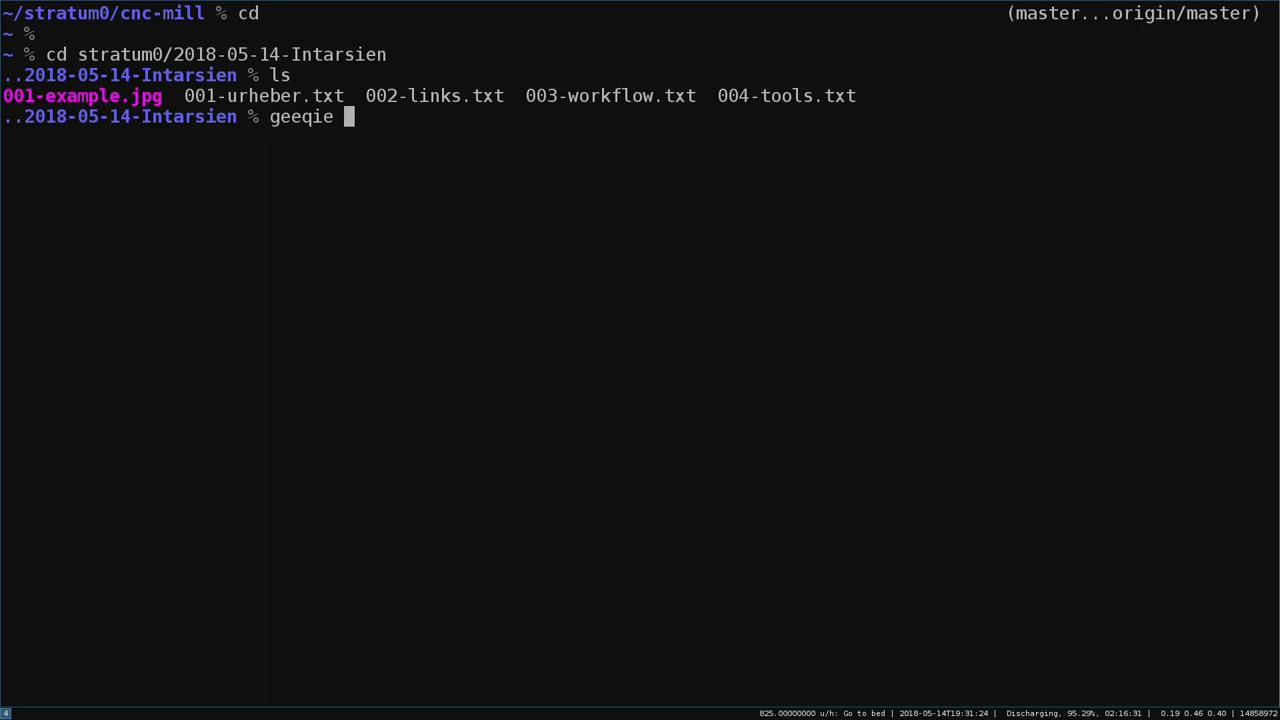 ~/stratum0/cnc-mill % cd (master...origin/master)
~ %
~ % cd stratum0/2018-05-14-Intarsien
..2018-05-14-Intarsien % ls
001-example.jpg 001-urheber.txt 002-links.txt 003-workflow.txt 004-tools.txt
..2018-05-14-Intarsien % geeqie
4 825.00000000 u/h: Go to bed | 2018-05-14T19:31:24 | Discharging, 95.29%, 02:16:31 | 0.19 0.46 0.40 | 14858972